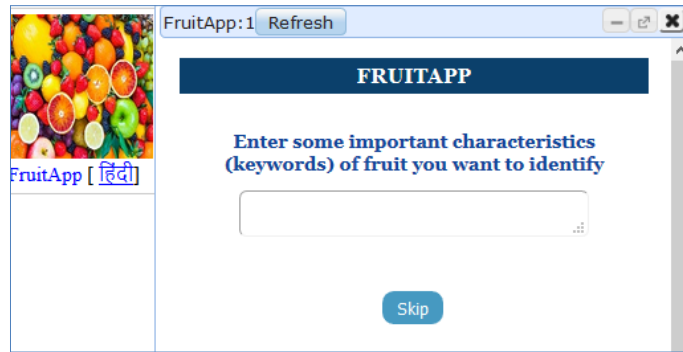 FruitApp:1 Refresh
FRUITAPP
Enter some important characteristics
(keywords) of fruit you want to identify
Skip
FruitApp [ हिंदी]